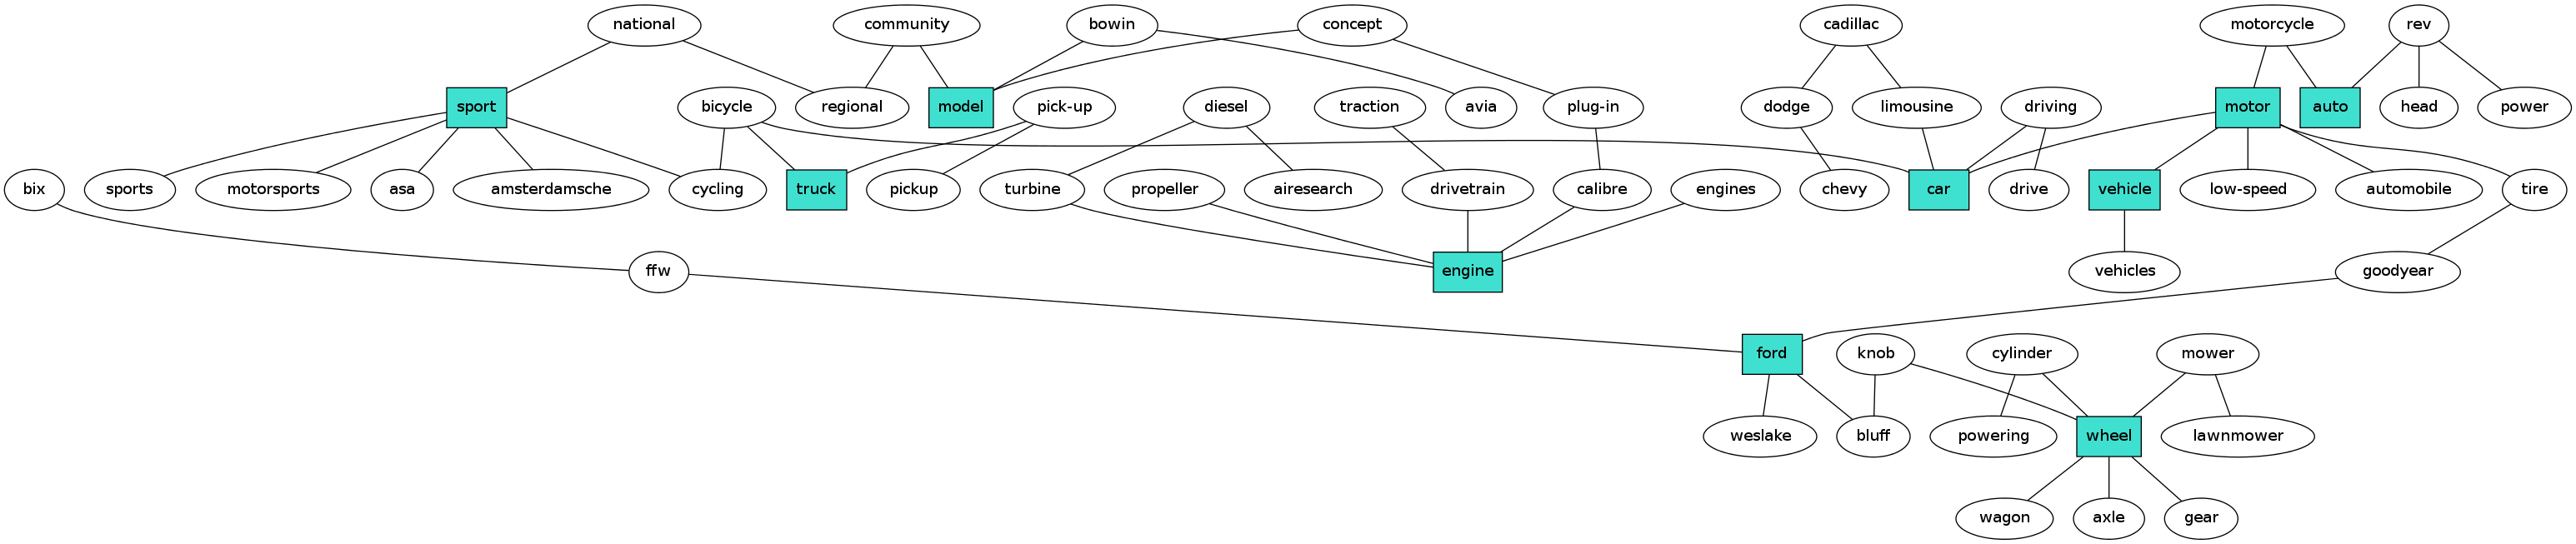 national
community
bowin
concept
cadillac
motorcycle
rev
sport
bicycle
regional
model
pick-up
diesel
traction
avia
plug-in
dodge
limousine
driving
motor
auto
head
power
bix
sports
motorsports
asa
amsterdamsche
cycling
truck
pickup
turbine
propeller
airesearch
drivetrain
calibre
engines
chevy
car
drive
vehicle
low-speed
automobile
tire
ffw
engine
vehicles
goodyear
ford
knob
cylinder
mower
weslake
bluff
powering
wheel
lawnmower
wagon
axle
gear